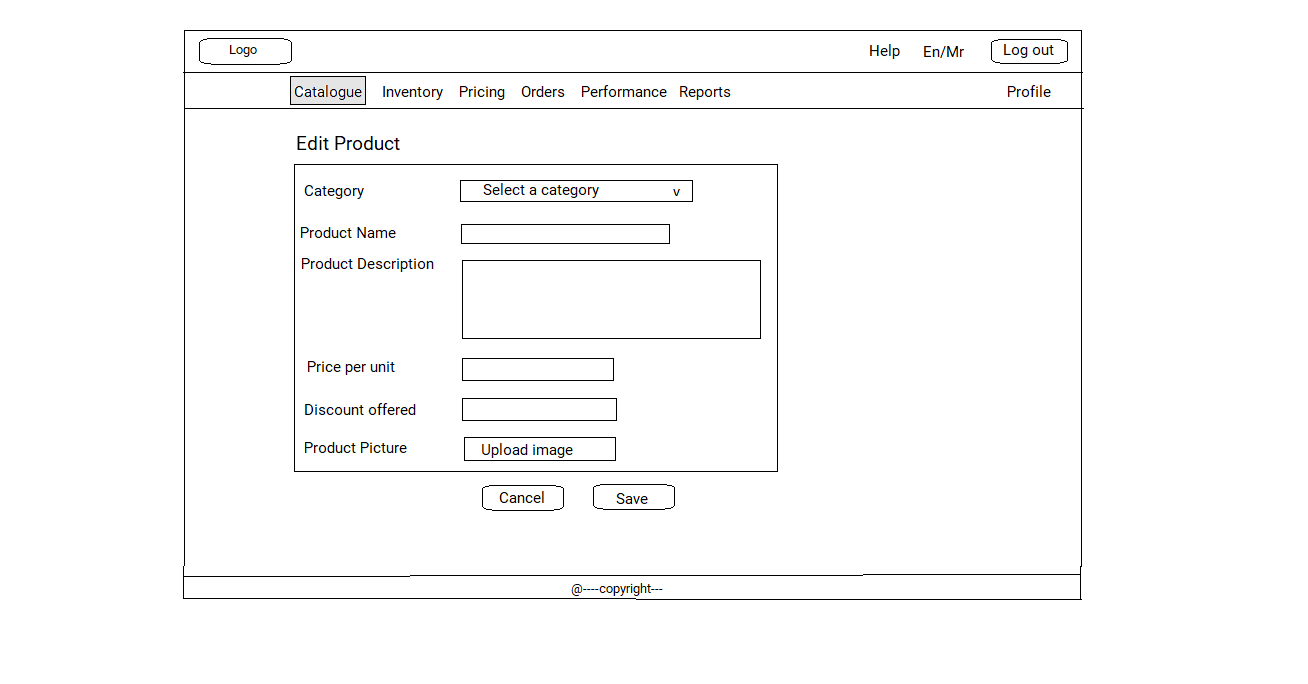 Logo Help En/Mr Log out
Catalogue Inventory Pricing Orders Performance Reports Profile
Edit Product
Category Select a category v
Product Name
Product Description
Price per unit
Discount offered
Product Picture Upload image
Cancel Save
@----copyright---